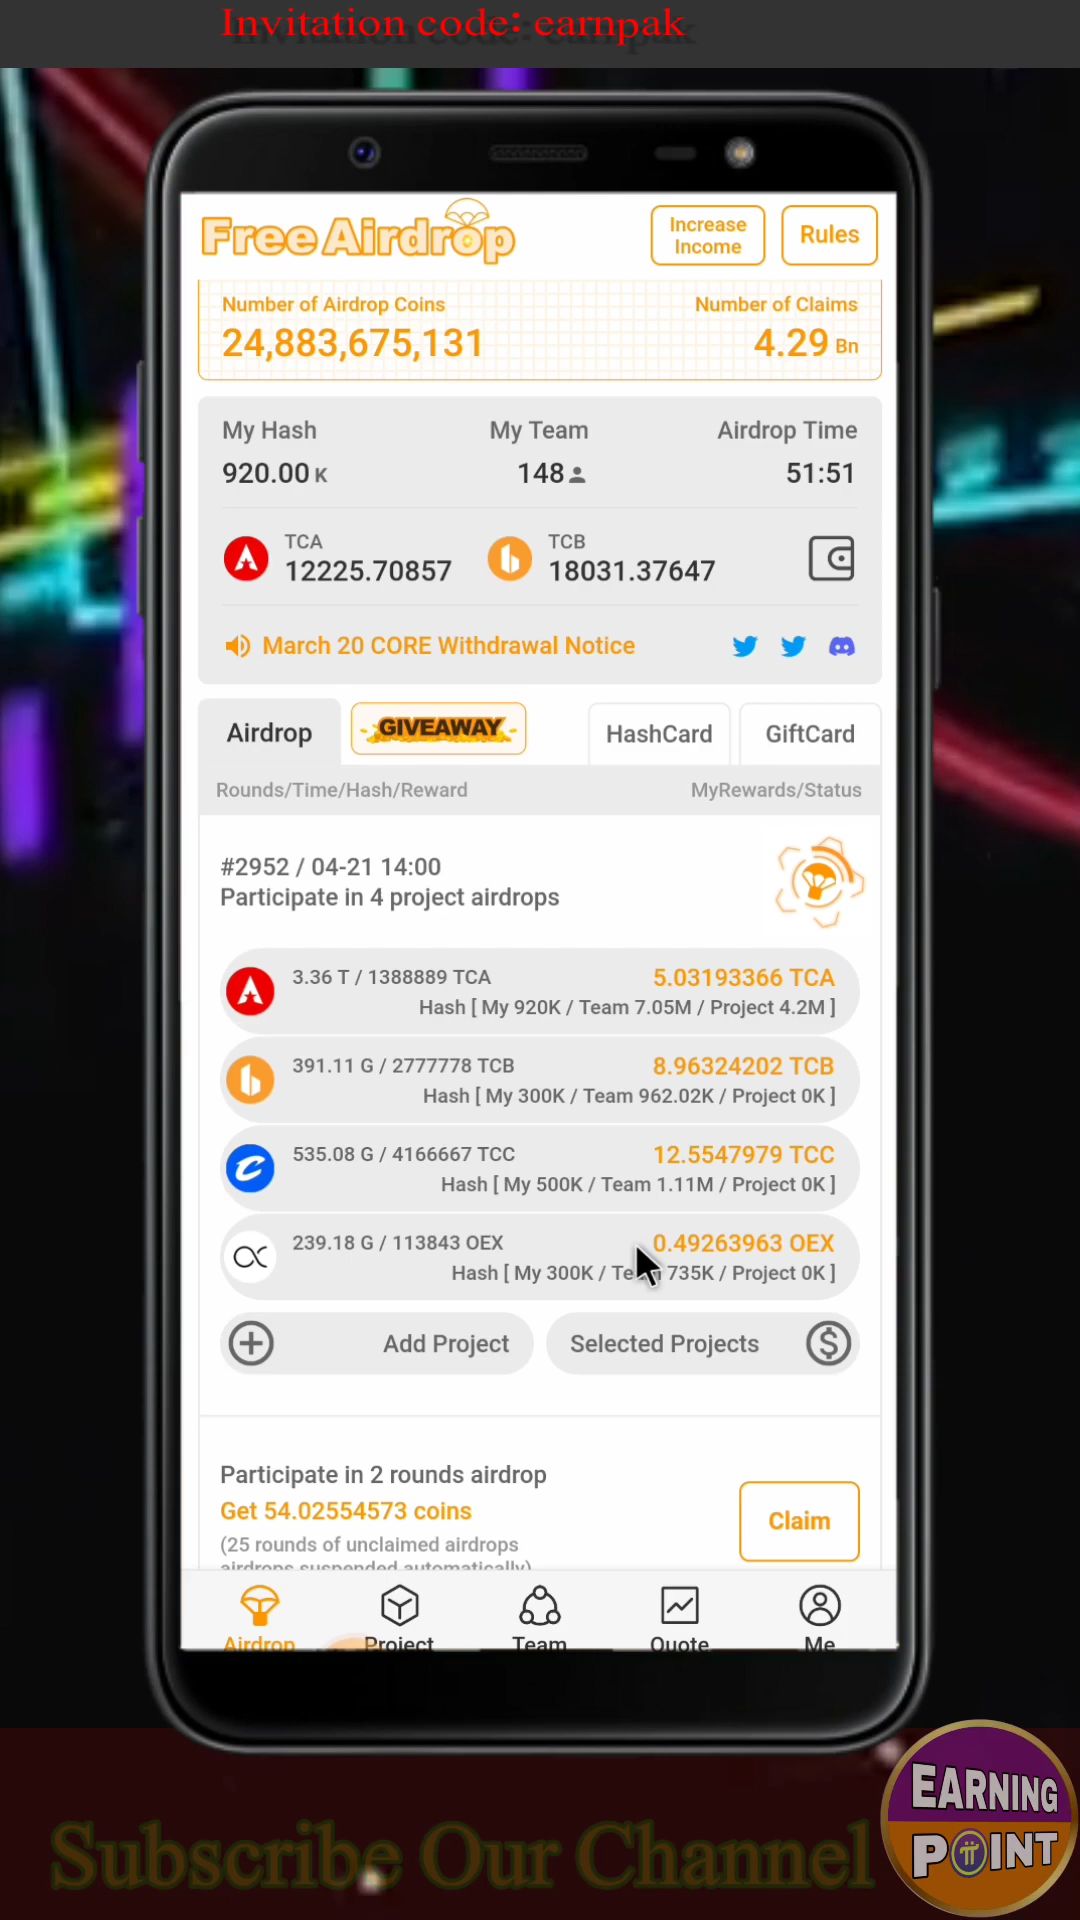 Invitation code: earnpak
Free Airdrop
Increase Income
Rules
Number of Airdrop Coins
Number of Claims
24,883,675,131
4.29 Bn
My Hash
My Team
Airdrop Time
920.00 K
148
51:51
TCA
12225.70857
TCB
18031.37647
March 20 CORE Withdrawal Notice
Airdrop
GIVEAWAY
HashCard
GiftCard
Rounds/Time/Hash/Reward
MyRewards/Status
#2952 / 04-21 14:00
Participate in 4 project airdrops
3.36 T / 1388889 TCA
5.03193366 TCA
Hash [ My 920K / Team 7.05M / Project 4.2M ]
391.11 G / 2777778 TCB
8.96324202 TCB
Hash [ My 300K / Team 962.02K / Project 0K ]
535.08 G / 4166667 TCC
12.5547979 TCC
Hash [ My 500K / Team 1.11M / Project 0K ]
239.18 G / 113843 OEX
0.49263963 OEX
Hash [ My 300K / Team 735K / Project 0K ]
Add Project
Selected Projects
Participate in 2 rounds airdrop
Get 54.02554573 coins
(25 rounds of unclaimed airdrops
airdrops suspended automatically)
Claim
Airdrop
Project
Team
Quote
Me
Subscribe Our Channel
EARNING
POINT